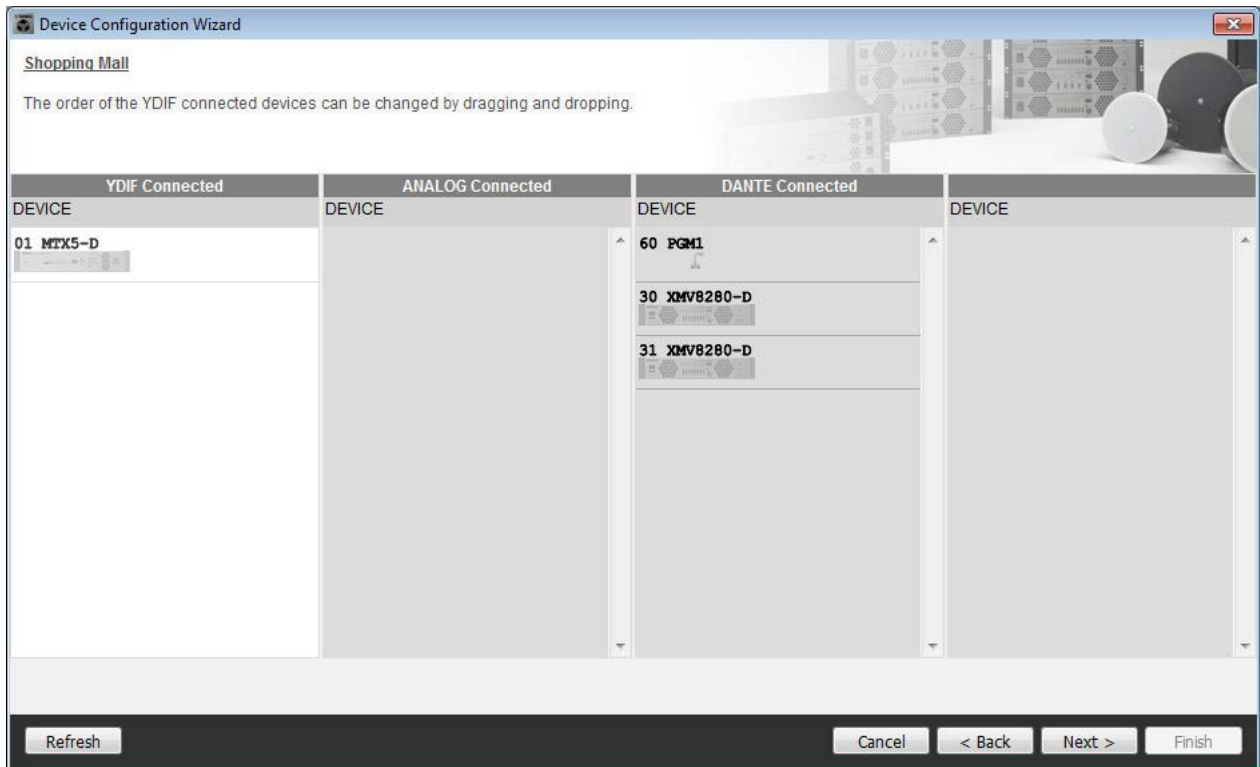 Device Configuration Wizard
Shopping Mall
The order of the YDIF connected devices can be changed by dragging and dropping.
YDIF Connected
ANALOG Connected
DANTE Connected
DEVICE
DEVICE
DEVICE
DEVICE
01 MTX5-D
60 PGM1
30 XMV8280-D
31 XMV8280-D
Refresh
Cancel
< Back
Next >
Finish